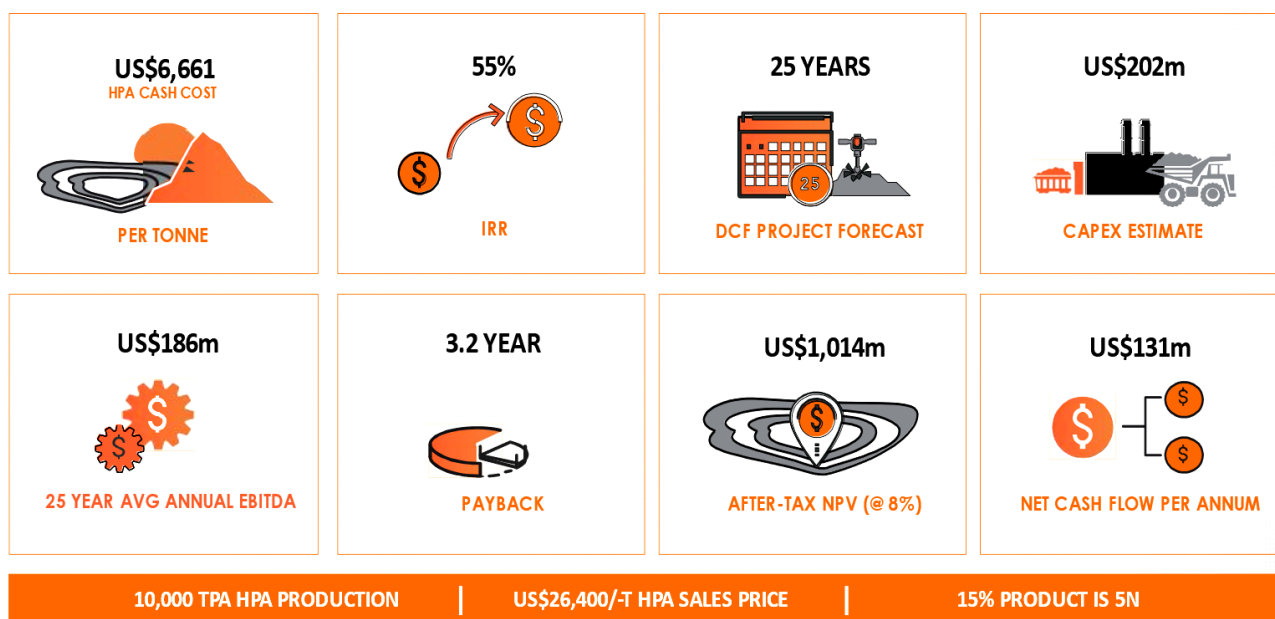 US$6,661
HPA CASH COST
PER TONNE
55%
IRR
25 YEARS
25
DCF PROJECT FORECAST
US$202m
CAPEX ESTIMATE
US$186m
$
$
25 YEAR AVG ANNUAL EBITDA
3.2 YEAR
PAYBACK
US$1,014m
$
AFTER-TAX NPV (@ 8%)
US$131m
$
$
$
NET CASH FLOW PER ANNUM
10,000 TPA HPA PRODUCTION
US$26,400/-T HPA SALES PRICE
15% PRODUCT IS 5N